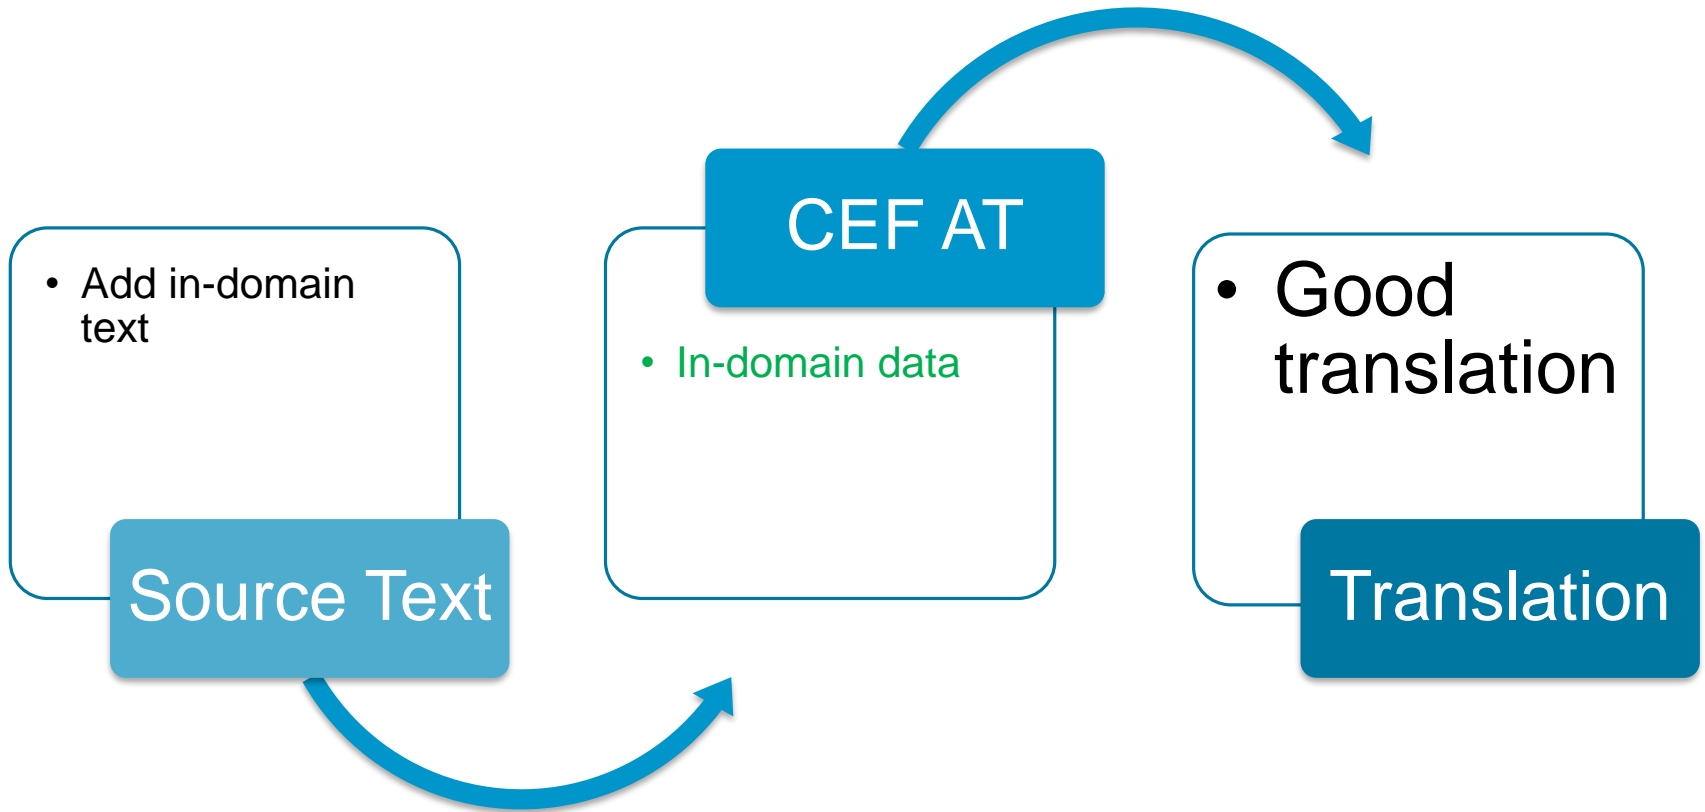 • Add in-domain
text
Source Text
CEF AT
• In-domain data
• Good
translation
Translation